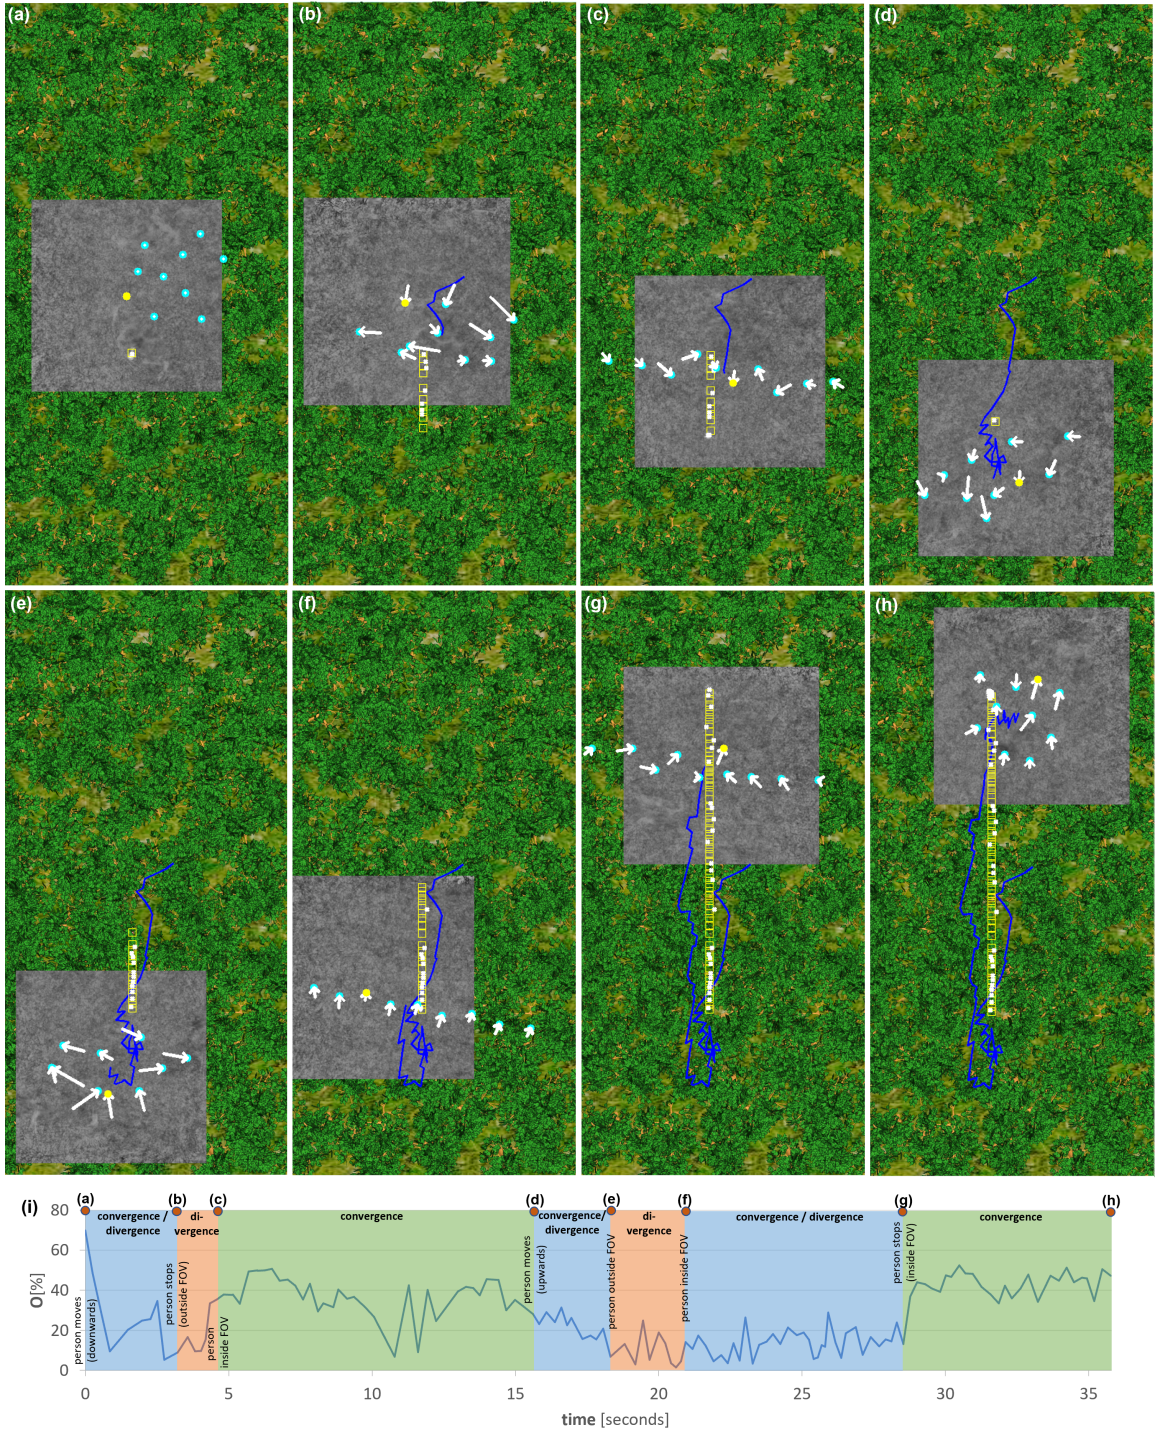 (a)
(b)
(c)
(d)
(e)
(f)
(g)
(h)
(i)
(a)
(b)
(c)
(d)
(e)
(f)
(g)
(h)
convergence /
divergence
di-
vergence
convergence
convergence/
divergence
di-
vergence
convergence / divergence
convergence
person moves
(downwards)
person stops
(outside FOV)
person
inside FOV
person moves
(upwards)
person outside FOV
person inside FOV
person stops
(inside FOV)
O[%]
80
60
40
20
0
0
5
10
15
20
25
30
35
time [seconds]